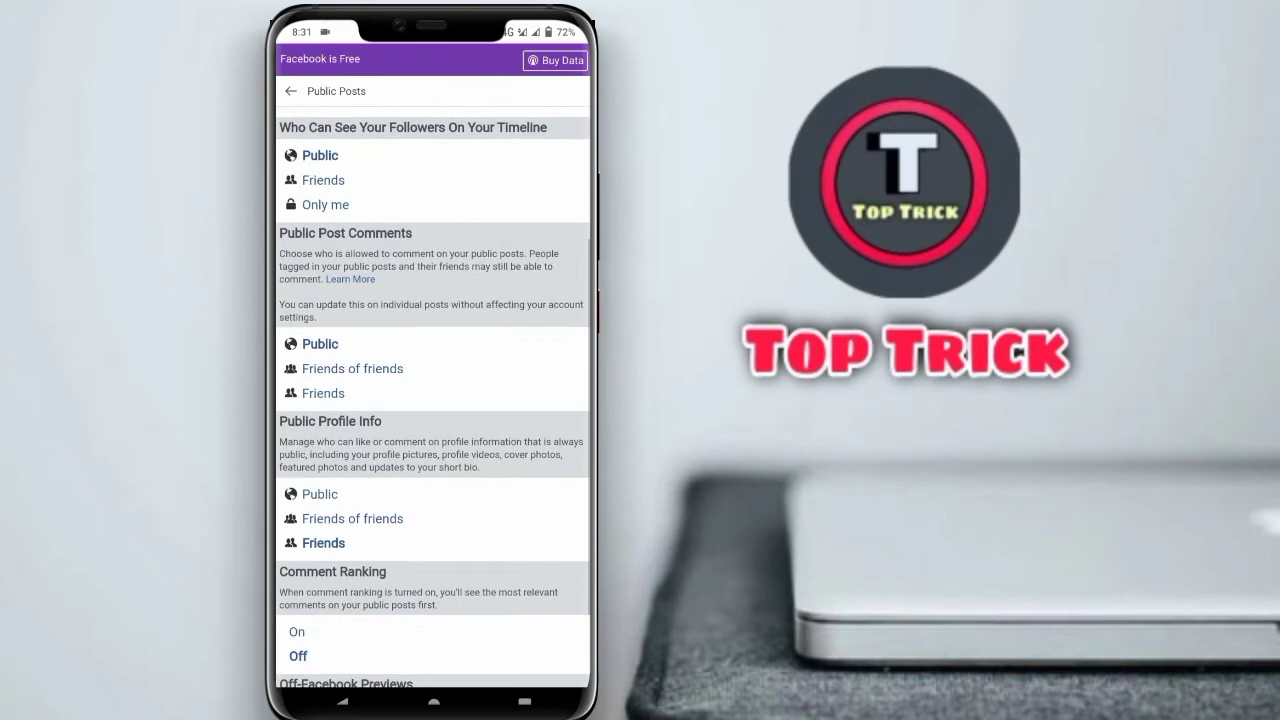 8:31
4G
72%
Facebook is Free
Buy Data
Public Posts
Who Can See Your Followers On Your Timeline
Public
Friends
Only me
Public Post Comments
Choose who is allowed to comment on your public posts. People
tagged in your public posts and their friends may still be able to
comment. Learn More
You can update this on individual posts without affecting your account
settings.
Public
Friends of friends
Friends
Public Profile Info
Manage who can like or comment on profile information that is always
public, including your profile pictures, profile videos, cover photos,
featured photos and updates to your short bio.
Public
Friends of friends
Friends
Comment Ranking
When comment ranking is turned on, you'll see the most relevant
comments on your public posts first.
On
Off
Off-Facebook Previews
T
TOP TRICK
TOP TRICK